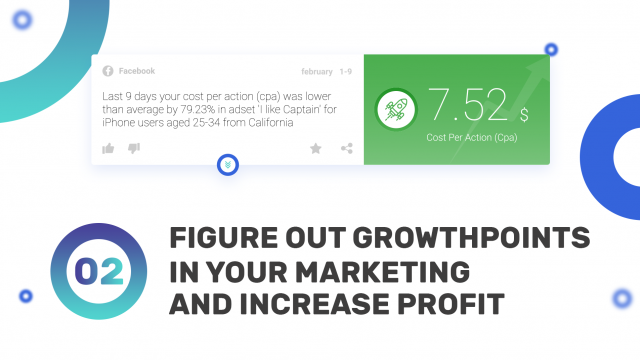 Facebook
february 1-9
Last 9 days your cost per action (cpa) was lower
than average by 79.23% in adset 'I like Captain' for
iPhone users aged 25-34 from California
7.52 $
Cost Per Action (Cpa)
02
FIGURE OUT GROWTHPOINTS
IN YOUR MARKETING
AND INCREASE PROFIT